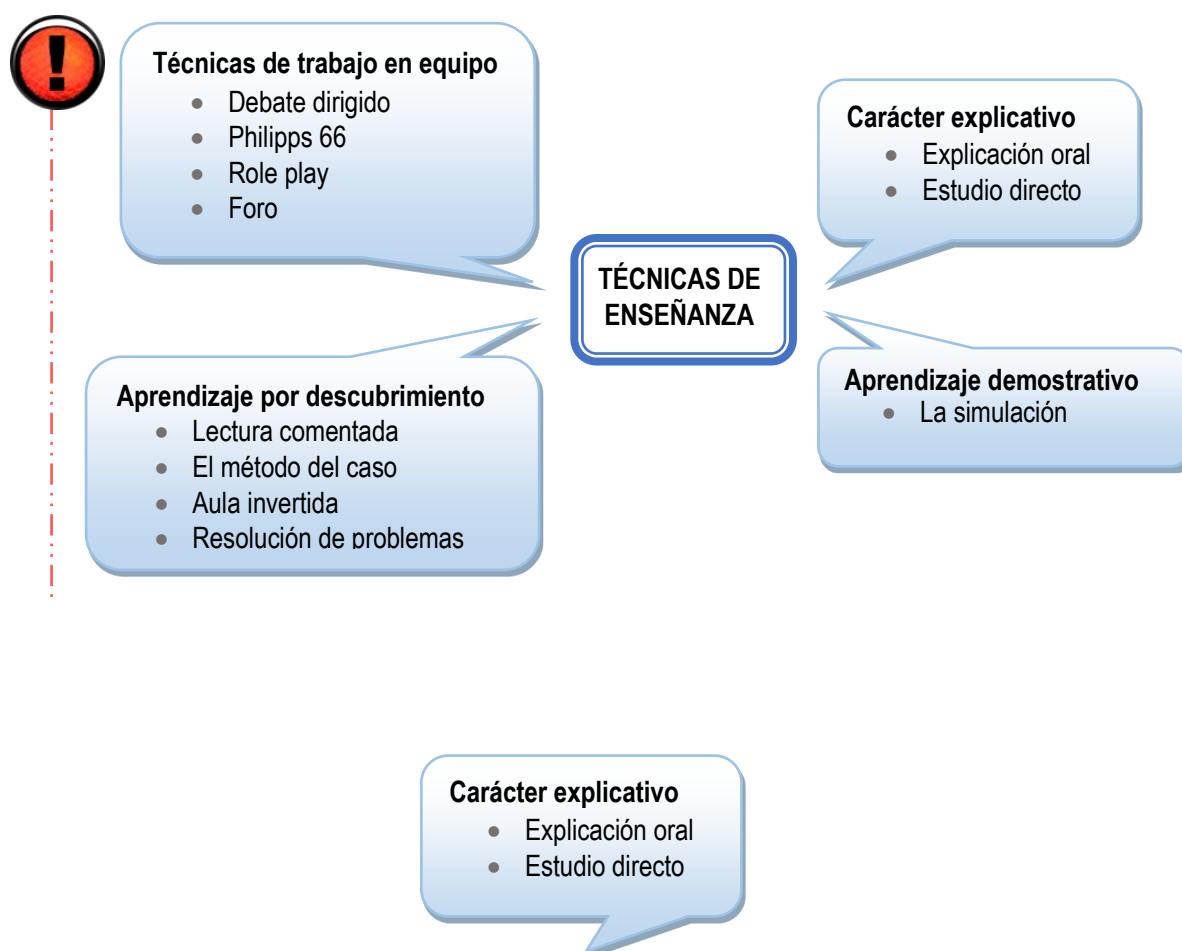 Técnicas de trabajo en equipo
Debate dirigido
Philipps 66
Role play
Foro
Carácter explicativo
Explicación oral
Estudio directo
TÉCNICAS DE
ENSEÑANZA
Aprendizaje por descubrimiento
Lectura comentada
El método del caso
Aula invertida
Resolución de problemas
Aprendizaje demostrativo
La simulación
Carácter explicativo
Explicación oral
Estudio directo